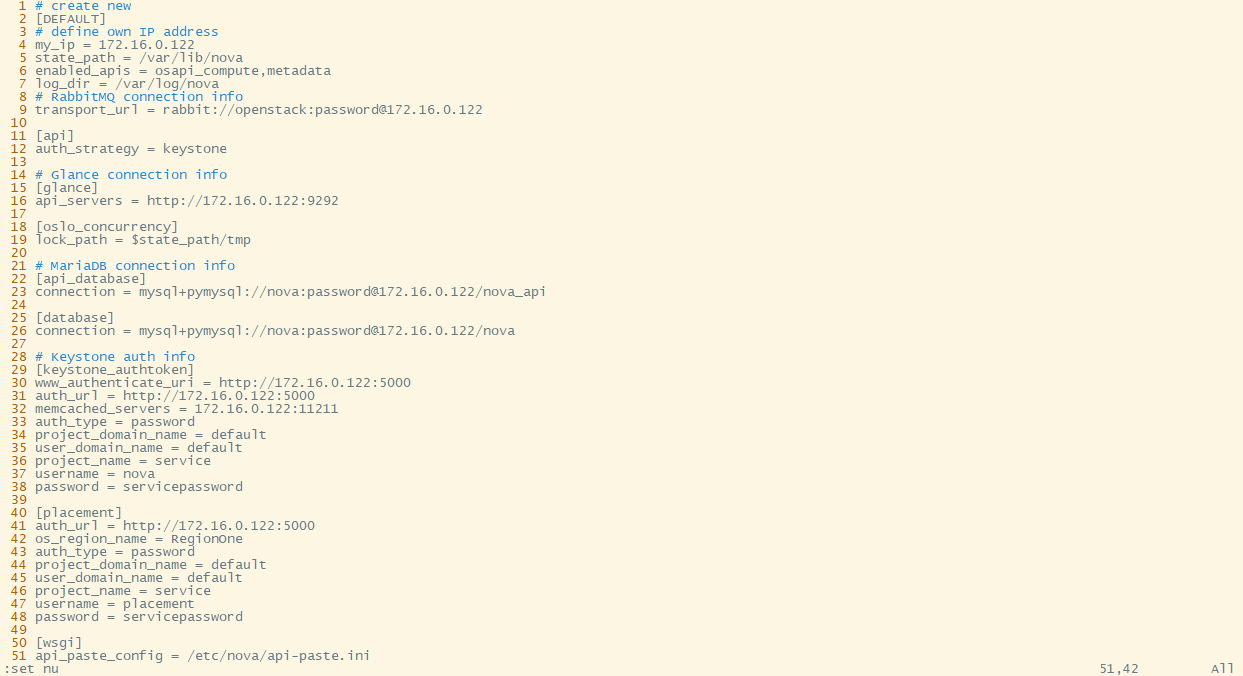 1 # create new
2 [DEFAULT]
3 # define own IP address
4 my_ip = 172.16.0.122
5 state_path = /var/lib/nova
6 enabled_apis = osapi_compute,metadata
7 log_dir = /var/log/nova
8 # RabbitMQ connection info
9 transport_url = rabbit://openstack:password@172.16.0.122
10
11 [api]
12 auth_strategy = keystone
13
14 # Glance connection info
15 [glance]
16 api_servers = http://172.16.0.122:9292
17
18 [oslo_concurrency]
19 lock_path = $state_path/tmp
20
21 # MariaDB connection info
22 [api_database]
23 connection = mysql+pymysql://nova:password@172.16.0.122/nova_api
24
25 [database]
26 connection = mysql+pymysql://nova:password@172.16.0.122/nova
27
28 # Keystone auth info
29 [keystone_authtoken]
30 www_authenticate_uri = http://172.16.0.122:5000
31 auth_url = http://172.16.0.122:5000
32 memcached_servers = 172.16.0.122:11211
33 auth_type = password
34 project_domain_name = default
35 user_domain_name = default
36 project_name = service
37 username = nova
38 password = servicepassword
39
40 [placement]
41 auth_url = http://172.16.0.122:5000
42 os_region_name = RegionOne
43 auth_type = password
44 project_domain_name = default
45 user_domain_name = default
46 project_name = service
47 username = placement
48 password = servicepassword
49
50 [wsgi]
51 api_paste_config = /etc/nova/api-paste.ini
:set nu 51,42 All